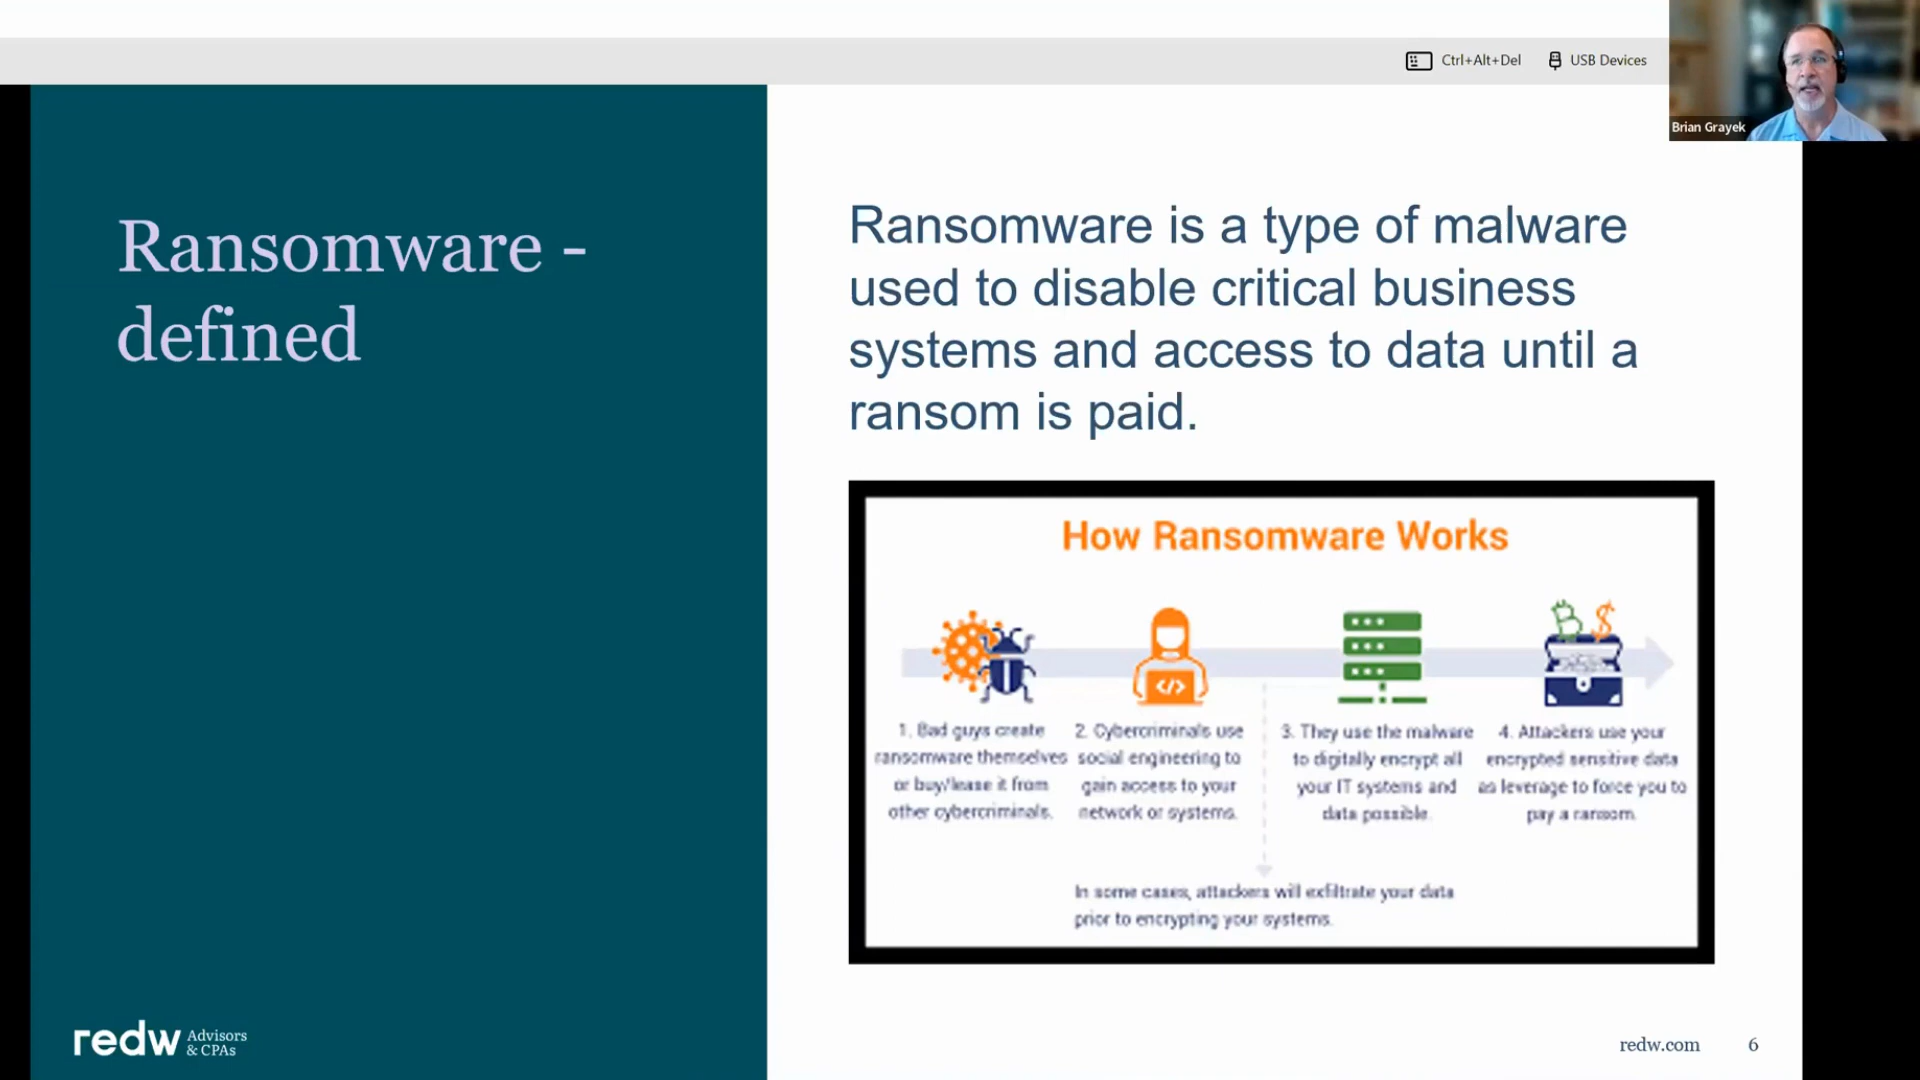 Ctrl+Alt+Del
USB Devices
Brian Grayek
Ransomware -
defined
Ransomware is a type of malware
used to disable critical business
systems and access to data until a
ransom is paid.
How Ransomware Works
1. Bad guys create
ransomware themselves
or buy/lease it from
other cybercriminals.
2. Cybercriminals use
social engineering to
gain access to your
network or systems.
3. They use the malware
to digitally encrypt all
your IT systems and
data possible.
4. Attackers use your
encrypted sensitive data
as leverage to force you to
pay a ransom.
In some cases, attackers will exfiltrate your data
prior to encrypting your systems.
redw Advisors
& CPAs
redw.com
6